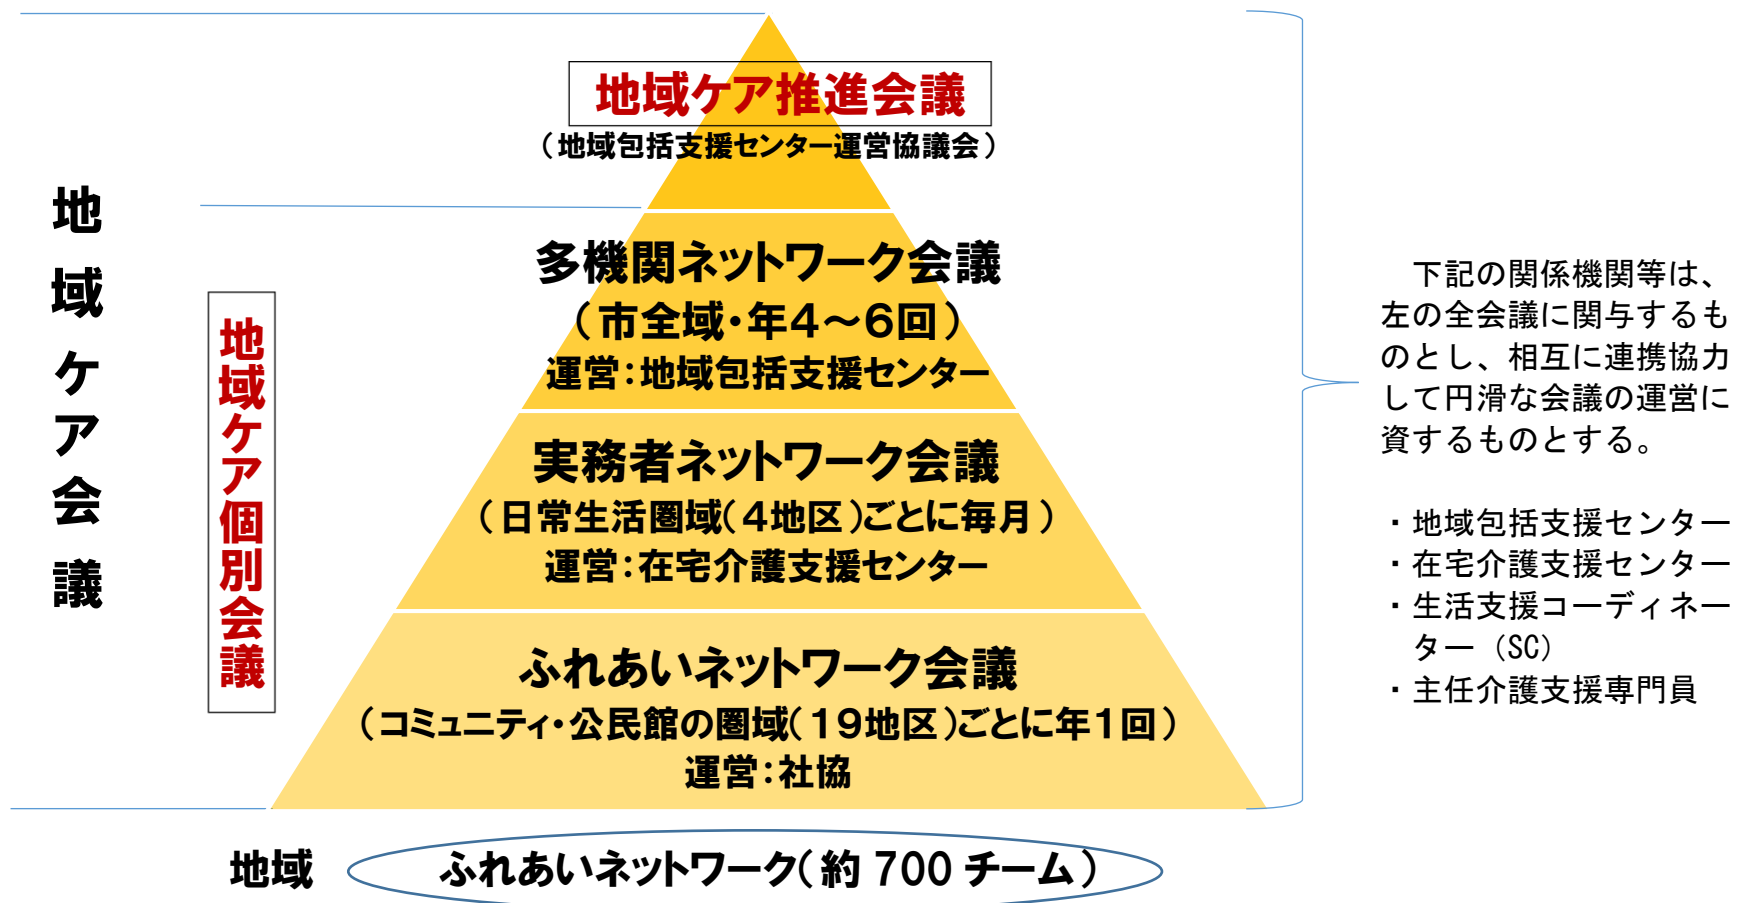 地域ケア会議
地域ケア推進会議
（地域包括支援センター運営協議会）
地域ケア個別会議
多機関ネットワーク会議
（市全域・年４～６回）
運営：地域包括支援センター
実務者ネットワーク会議
（日常生活圏域（４地区）ごとに毎月）
運営：在宅介護支援センター
ふれあいネットワーク会議
（コミュニティ・公民館の圏域（１９地区）ごとに年１回）
運営：社協
地域
ふれあいネットワーク（約 700 チーム）
下記の関係機関等は、
左の全会議に関与するも
のとし、相互に連携協力
して円滑な会議の運営に
資するものとする。
・地域包括支援センター
・在宅介護支援センター
・生活支援コーディネー
ター（SC）
・主任介護支援専門員